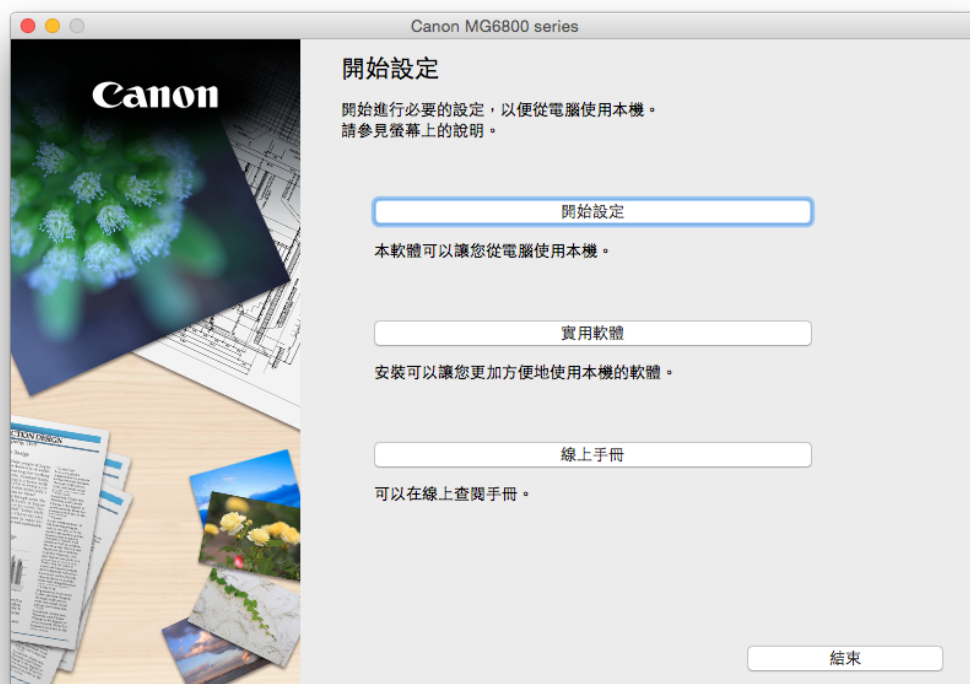 Canon MG6800 series
Canon
開始設定
開始進行必要的設定，以便從電腦使用本機。
請參見螢幕上的說明。
開始設定
本軟體可以讓您從電腦使用本機。
實用軟體
安裝可以讓您更加方便地使用本機的軟體。
線上手冊
可以在線上查閱手冊。
CTION DESIGN
結束